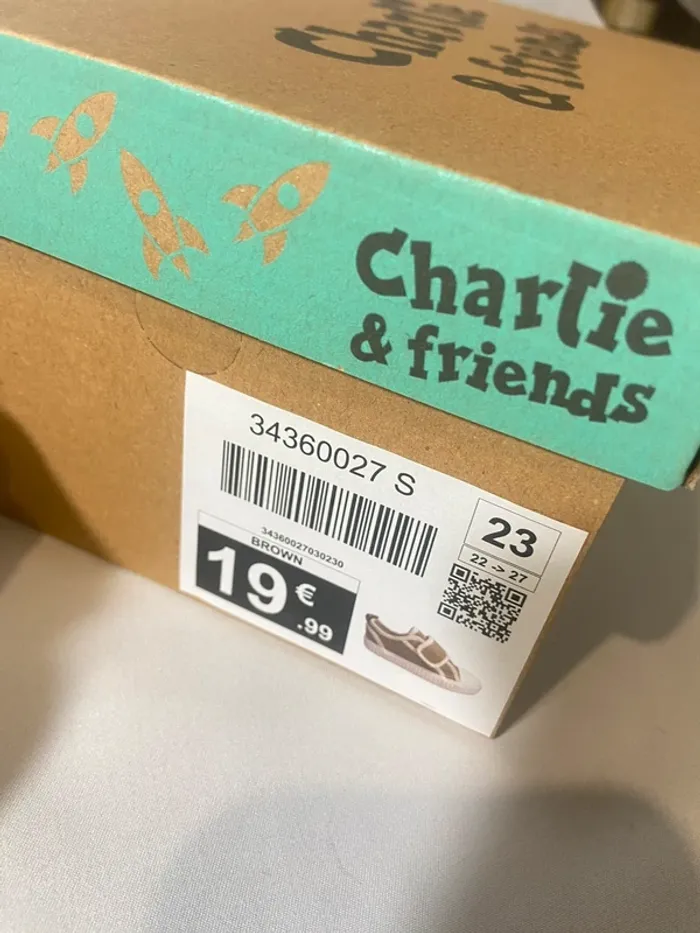 Charlie
& friends
Charlie
& friends
34360027 S
34360027030230
BROWN
19€.99
23
22 -> 27